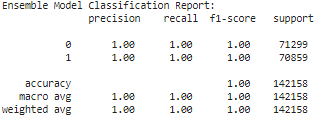 Ensemble Model Classification Report:
precision recall f1-score support
0 1.00 1.00 1.00 71299
1 1.00 1.00 1.00 70859
accuracy 1.00 142158
macro avg 1.00 1.00 1.00 142158
weighted avg 1.00 1.00 1.00 142158